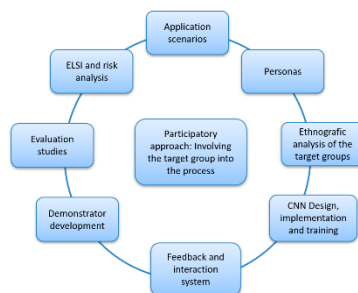 Application
scenarios
ELSI and risk
analysis
Personas
Evaluation
studies
Participatory
approach: Involving
the target group into
the process
Ethnografic
analysis of the
target groups
Demonstrator
development
CNN Design,
implementation
and training
Feedback and
interaction
system